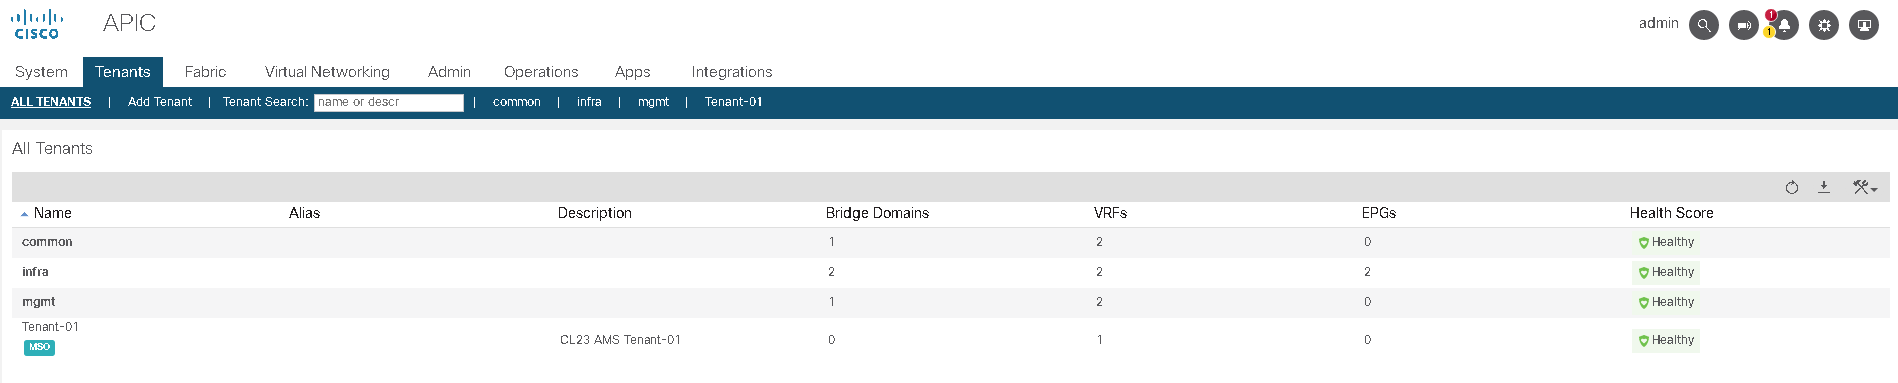 CISCO APIC admin 1 1
System Tenants Fabric Virtual Networking Admin Operations Apps Integrations
ALL TENANTS | Add Tenant | Tenant Search: name or descr | common | infra | mgmt | Tenant-01
All Tenants
Name Alias Description Bridge Domains VRFs EPGs Health Score
common 1 2 0 Healthy
infra 2 2 2 Healthy
mgmt 1 2 0 Healthy
Tenant-01
MSO CL23 AMS Tenant-01 0 1 0 Healthy